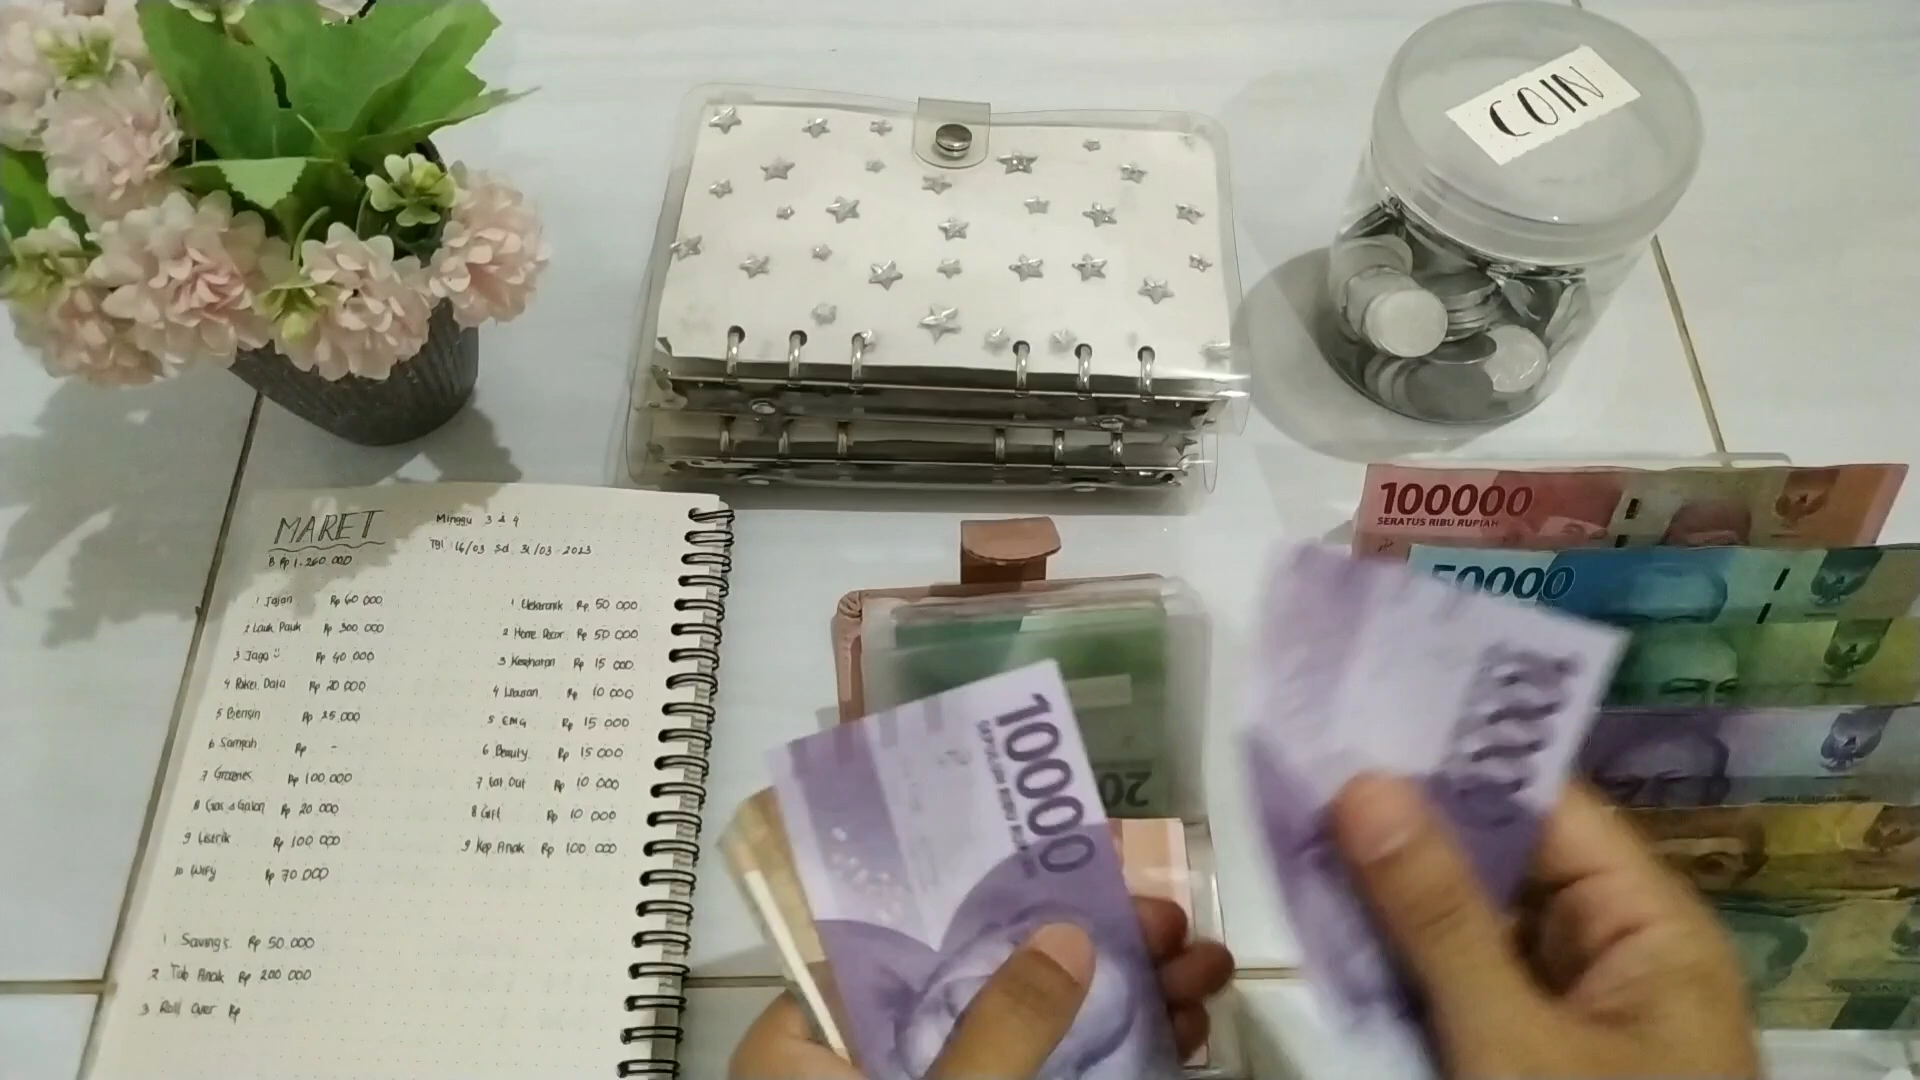 COIN
MARET
Minggu 3 & 4
Tgl 16/03 sd 31/03 2023
B Rp 1.260.000
1 Jajan Rp 60 000
2 Lauk Pauk Rp 300 000
3 Jago Rp 40 000
4 Paket Data Rp 20 000
5 Bensin Rp 25.000
6 Sampah Rp -
7 Groceries Rp 100 000
8 Gas & Galon Rp 20 000
9 Listrik Rp 100 000
10 Wify Rp 70 000
1 Elektronik Rp 50 000
2 Home Decor Rp 50 000
3 Kesehatan Rp 15 000
4 Liburan Rp 10 000
5 EMG Rp 15 000
6 Beauty Rp 15 000
7 Eat Out Rp 10 000
8 Gift Rp 10 000
9 Kep Anak Rp 100 000
1 Savings Rp 50.000
2 Tab Anak Rp 200 000
3 Roll Over Rp
100000
SERATUS RIBU RUPIAH
50000
10000
SEPULUH RIBU RUPIAH
20